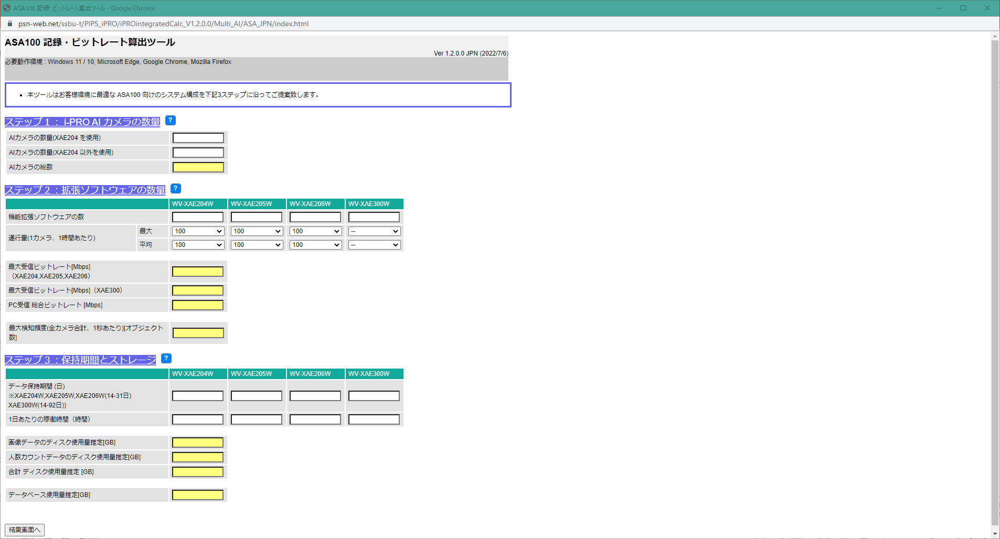 ASA100 記録・ビットレート算出ツール - Google Chrome
psn-web.net/ssbu-t/PIPS_iPRO/iPROintegratedCalc_V1.2.0.0/Multi_AI/ASA_JPN/index.html
ASA100 記録・ビットレート算出ツール
Ver 1.2.0.0 JPN (2022/7/6)
必要動作環境 : Windows 11 / 10, Microsoft Edge, Google Chrome, Mozilla Firefox
• 本ツールはお客様環境に最適な ASA100 向けのシステム構成を下記3ステップに沿ってご提案致します。
ステップ１： i-PRO AI カメラの数量 ?
AIカメラの数量(XAE204 を使用)
AIカメラの数量(XAE204 以外を使用)
AIカメラの総数
ステップ２：拡張ソフトウェアの数量 ?
WV-XAE204W WV-XAE205W WV-XAE206W WV-XAE300W
機能拡張ソフトウェアの数
通行量(1カメラ、1時間あたり)
最大 100 100 100 --
平均 100 100 100 --
最大受信ビットレート[Mbps]
（XAE204,XAE205,XAE206）
最大受信ビットレート[Mbps]（XAE300）
PC受信 総合ビットレート [Mbps]
最大検知頻度(全カメラ合計、1秒あたり)[オブジェクト
数]
ステップ３：保持期間とストレージ ?
WV-XAE204W WV-XAE205W WV-XAE206W WV-XAE300W
データ保持期間 (日)
※XAE204W,XAE205W,XAE206W(14-31日)
XAE300W(14-92日))
1日あたりの稼働時間（時間）
画像データのディスク使用量推定[GB]
人数カウントデータのディスク使用量推定[GB]
合計 ディスク使用量推定 [GB]
データベース使用量推定[GB]
結果画面へ